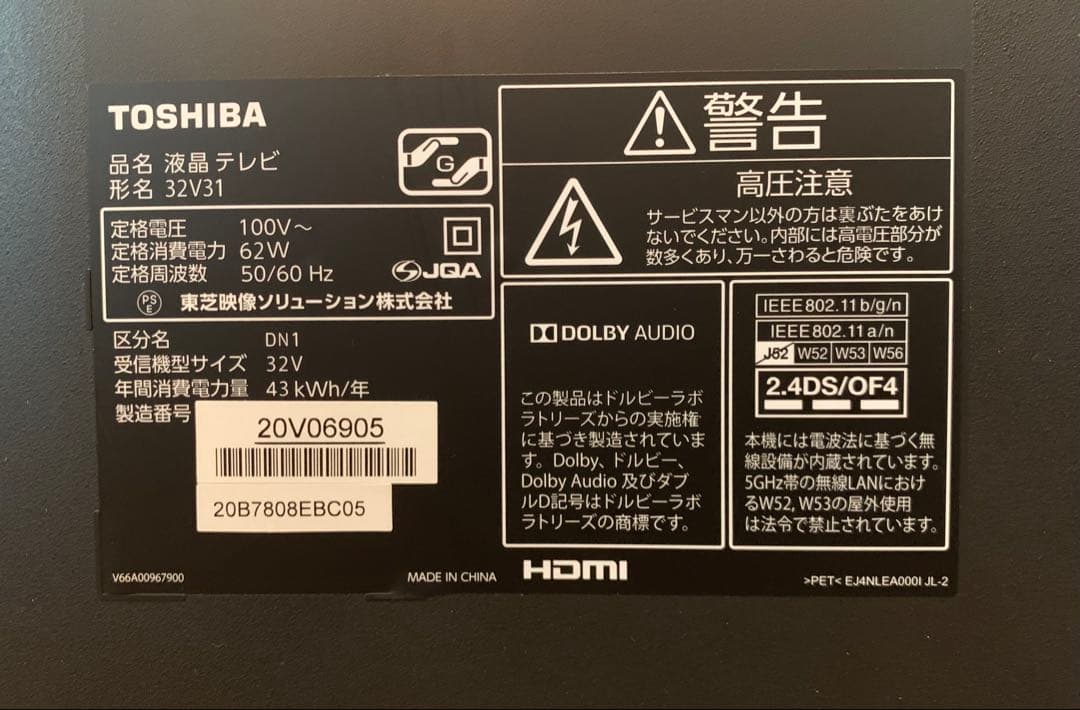 TOSHIBA
品名 液晶テレビ
形名 32V31
G
定格電圧 100V～
定格消費電力 62W
定格周波数 50/60 Hz
JQA
PS
E
東芝映像ソリューション株式会社
区分名 DN1
受信機型サイズ 32V
年間消費電力量 43 kWh/年
製造番号
20V06905
20B7808EBC05
V66A00967900
MADE IN CHINA
警告
高圧注意
サービスマン以外の方は裏ぶたをあけ
ないでください。内部には高電圧部分が
数多くあり、万一さわると危険です。
DOLBY AUDIO
この製品はドルビーラボ
ラトリーズからの実施権
に基づき製造されていま
す。Dolby、ドルビー、
Dolby Audio 及びダブ
ルD記号はドルビーラボ
ラトリーズの商標です。
HDMI
IEEE802.11b/g/n
IEEE802.11a/n
J52 W52 W53 W56
2.4DS/OF4
本機には電波法に基づく無
線設備が内蔵されています。
5GHz帯の無線LANにおけ
るW52, W53の屋外使用
は法令で禁止されています。
>PET< EJ4NLEA000I JL-2